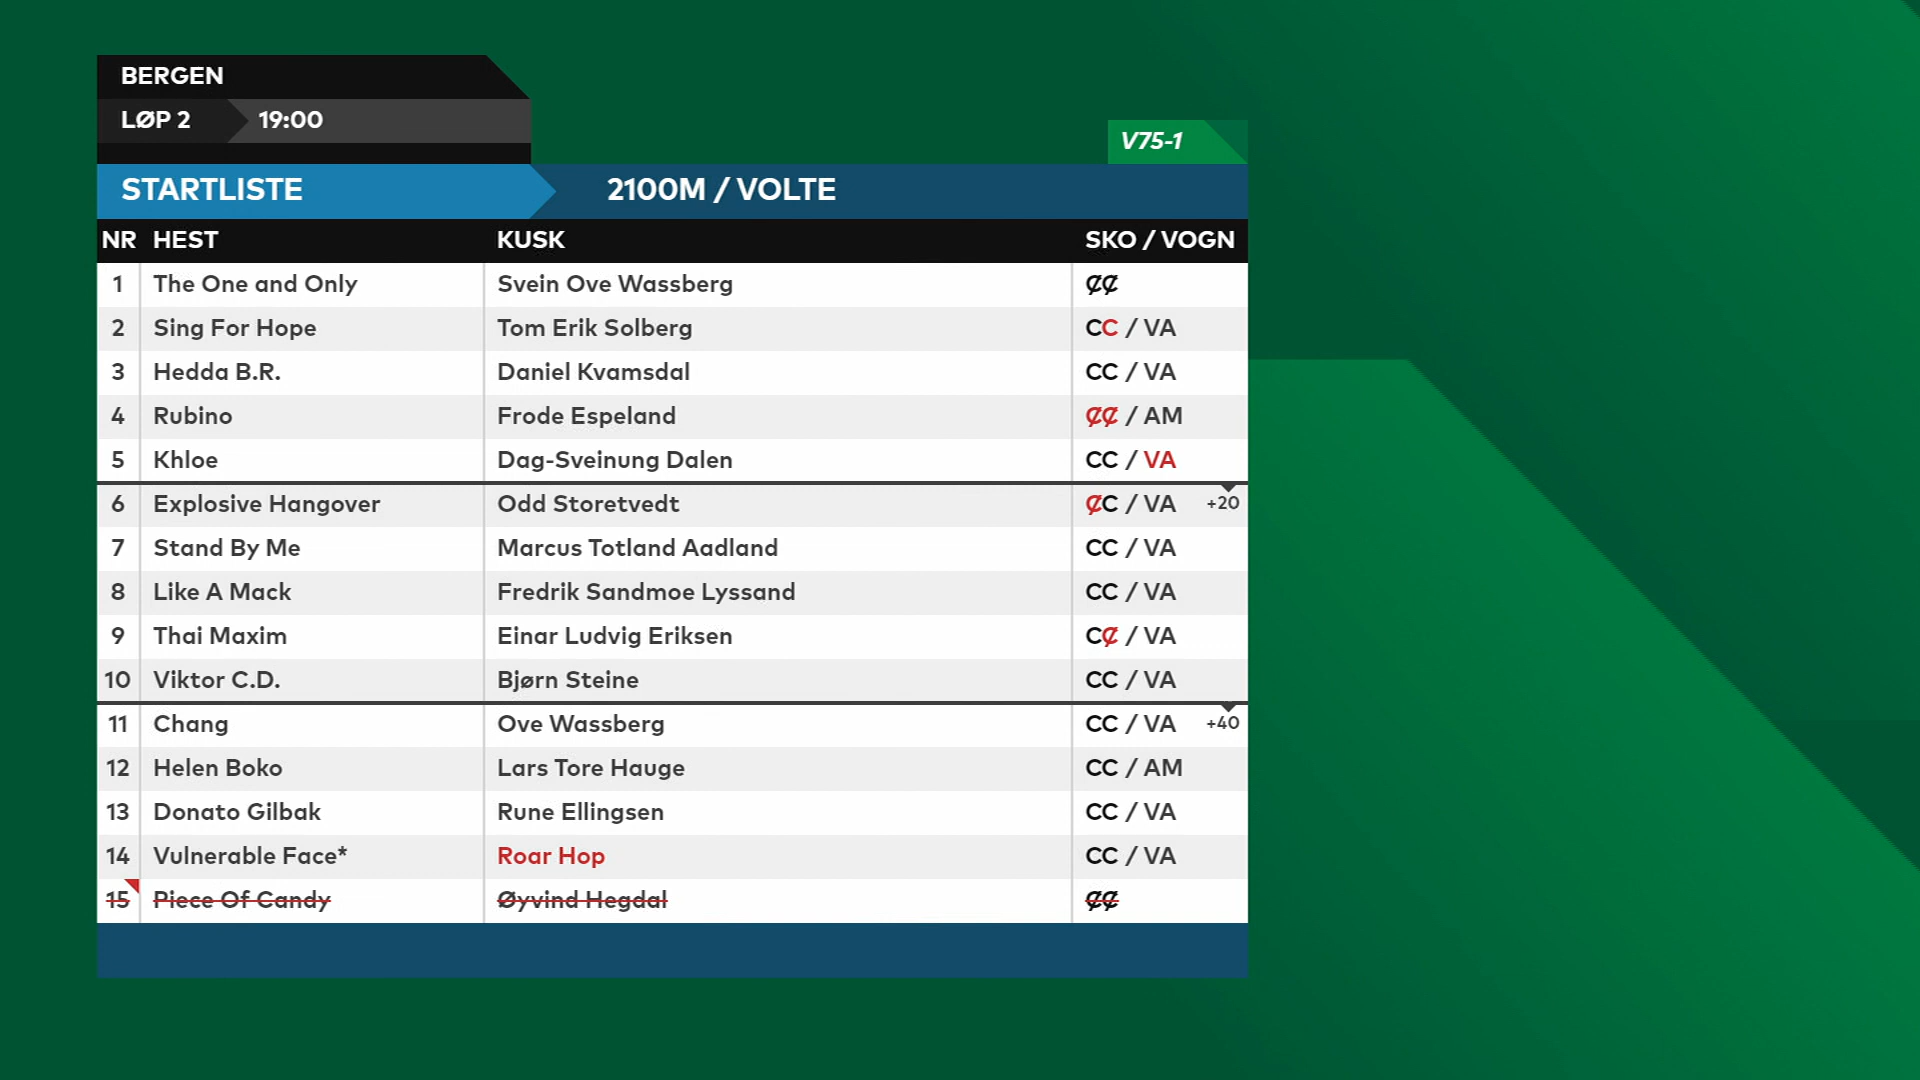 BERGEN
LØP 2 19:00
V75-1
STARTLISTE 2100M / VOLTE
NR HEST KUSK SKO / VOGN
1 The One and Only Svein Ove Wassberg ₵₵
2 Sing For Hope Tom Erik Solberg CC / VA
3 Hedda B.R. Daniel Kvamsdal CC / VA
4 Rubino Frode Espeland ₵₵ / AM
5 Khloe Dag-Sveinung Dalen CC / VA
6 Explosive Hangover Odd Storetvedt ₵C / VA +20
7 Stand By Me Marcus Totland Aadland CC / VA
8 Like A Mack Fredrik Sandmoe Lyssand CC / VA
9 Thai Maxim Einar Ludvig Eriksen C₵ / VA
10 Viktor C.D. Bjørn Steine CC / VA
11 Chang Ove Wassberg CC / VA +40
12 Helen Boko Lars Tore Hauge CC / AM
13 Donato Gilbak Rune Ellingsen CC / VA
14 Vulnerable Face* Roar Hop CC / VA
15 Piece Of Candy Øyvind Hegdal ₵₵